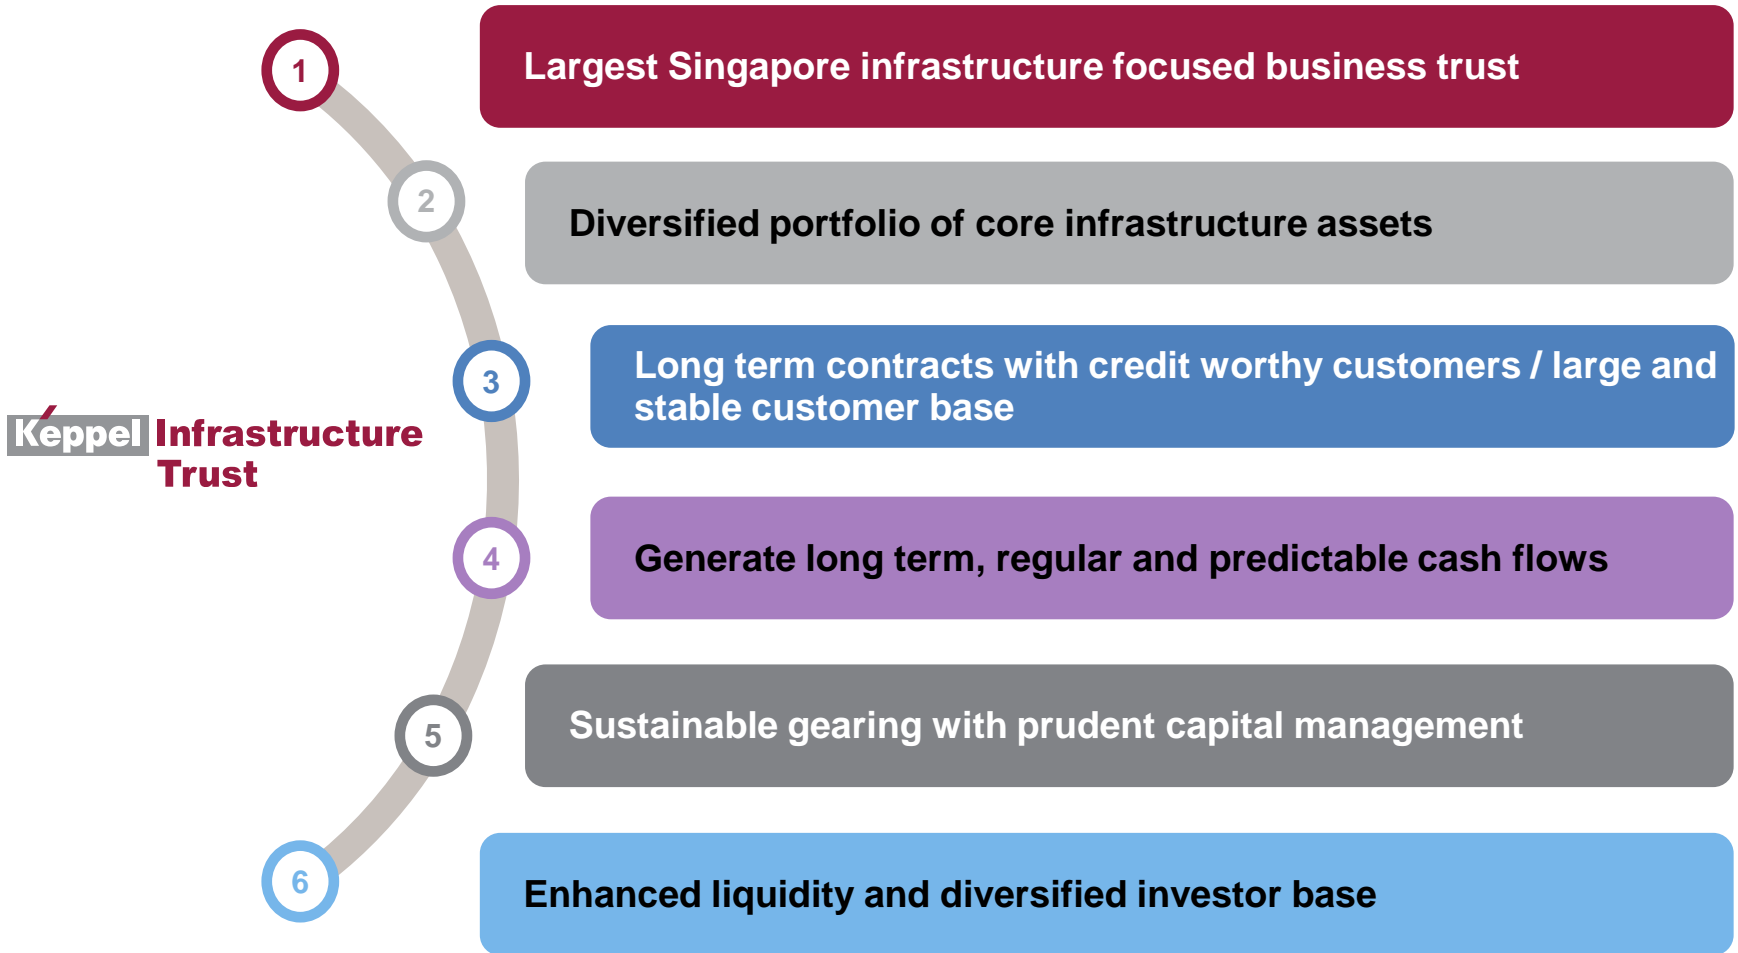 1
Largest Singapore infrastructure focused business trust
2
Diversified portfolio of core infrastructure assets
3
Long term contracts with credit worthy customers / large and
stable customer base
Keppel Infrastructure
Trust
4
Generate long term, regular and predictable cash flows
5
Sustainable gearing with prudent capital management
6
Enhanced liquidity and diversified investor base